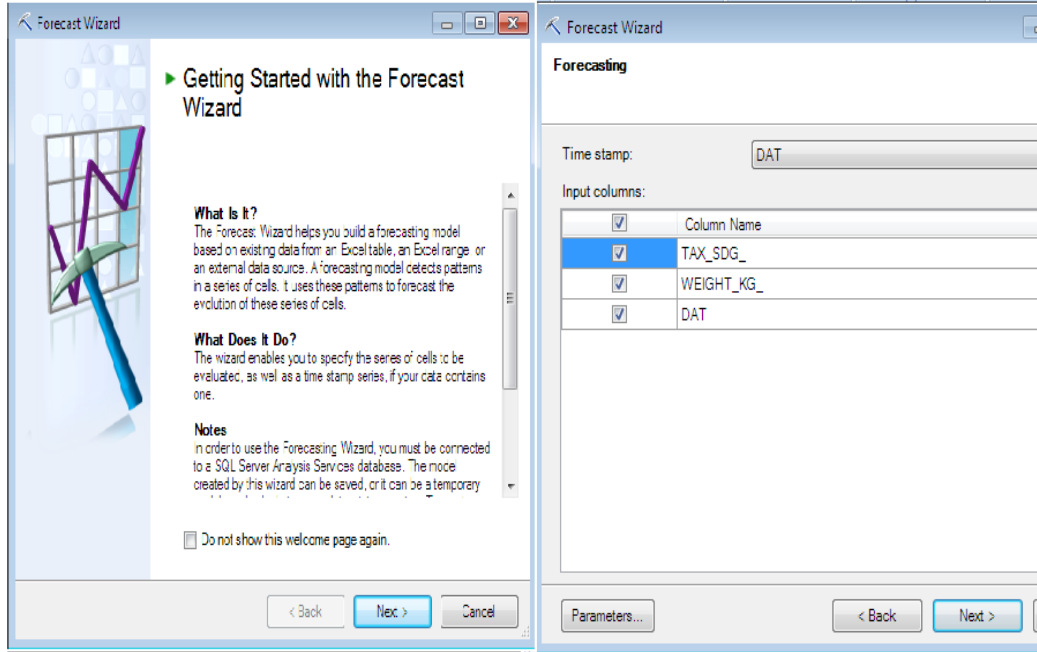 Forecast Wizard
Getting Started with the Forecast
Wizard
What Is It?
The Forecast Wizard helps you build a forecasting model
based on existing data from an Excel table, an Excel range or
an external data source. A forecasting model detects patterns
in a series of cells. It uses these patterns to forecast the
evolution of these series of cells.
What Does It Do?
The wizard enables you to specify the series of cells to be
evaluated, as well as a time stamp series, if your data contains
one.
Notes
In order to use the Forecasting Wizard, you must be connected
to a SQL Server Analysis Services database. The model
created by this wizard can be saved, or it can be a temporary
Do not show this welcome page again.
< Back
Next >
Cancel
Forecast Wizard
Forecasting
Time stamp:
DAT
Input columns:
Column Name
TAX_SDG_
WEIGHT_KG_
DAT
Parameters...
< Back
Next >